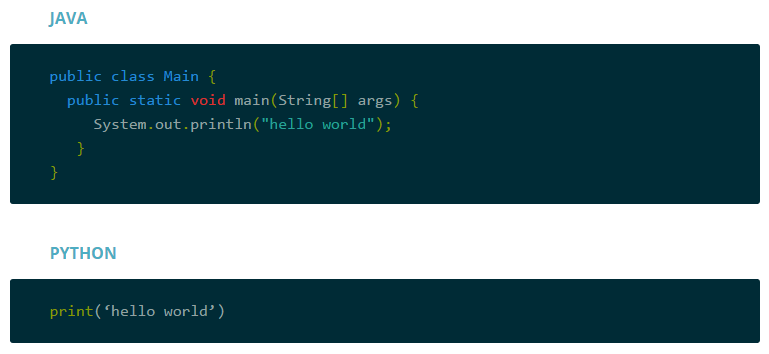 JAVA
public class Main {
public static void main(String[] args) {
System.out.println("hello world");
}
}
PYTHON
print(‘hello world’)